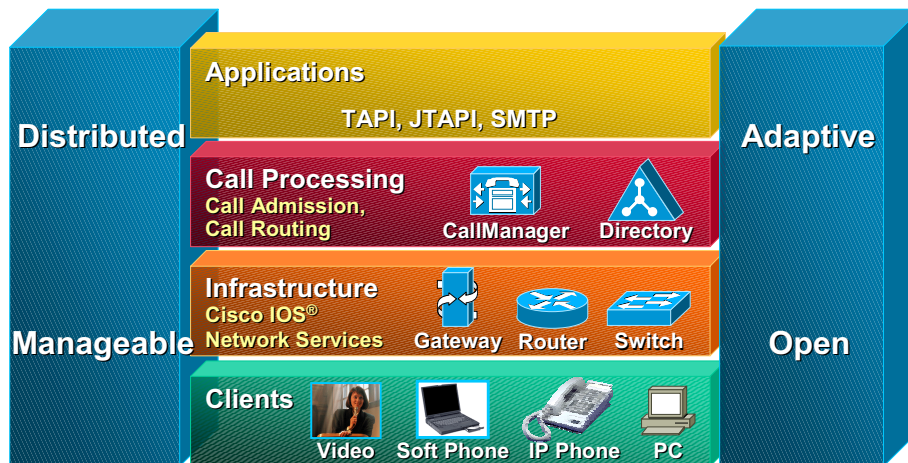 Distributed
Manageable
Applications
TAPI, JTAPI, SMTP
Call Processing
Call Admission,
Call Routing
CallManager
Directory
Infrastructure
Cisco IOS®
Network Services
Gateway
Router
Switch
Clients
Video
Soft Phone
IP Phone
PC
Adaptive
Open